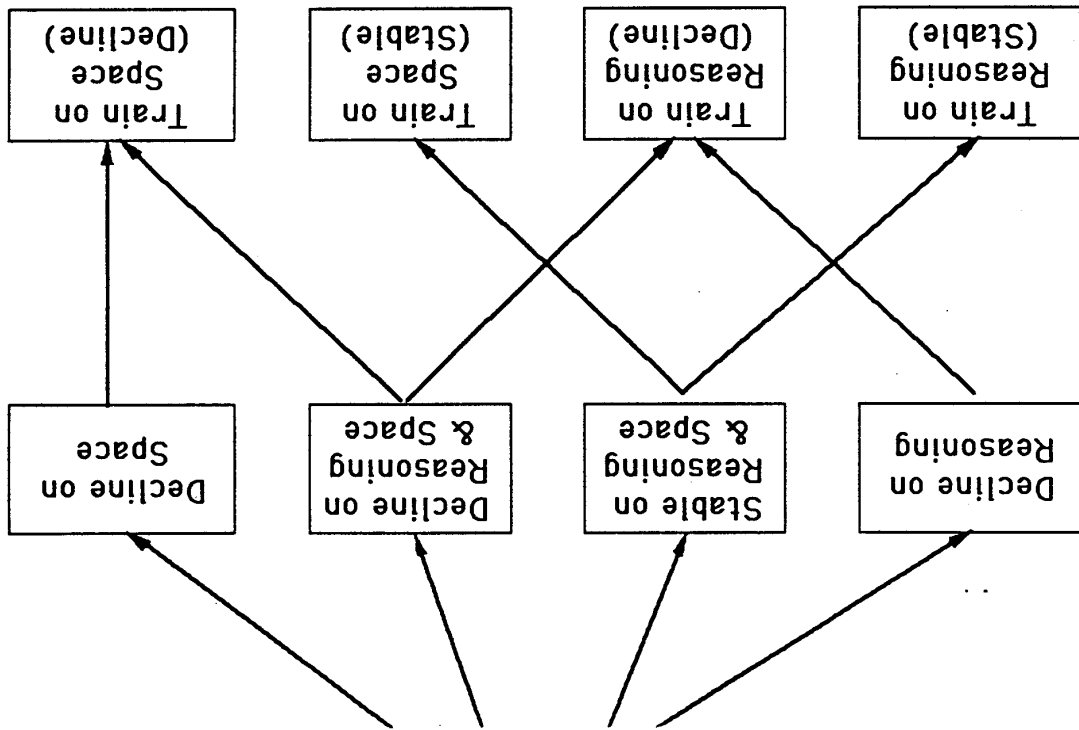 Decline on
Reasoning
Stable on
Reasoning
& Space
Decline on
Reasoning
& Space
Decline on
Space
Train on
Reasoning
(Stable)
Train on
Reasoning
(Decline)
Train on
Space
(Stable)
Train on
Space
(Decline)